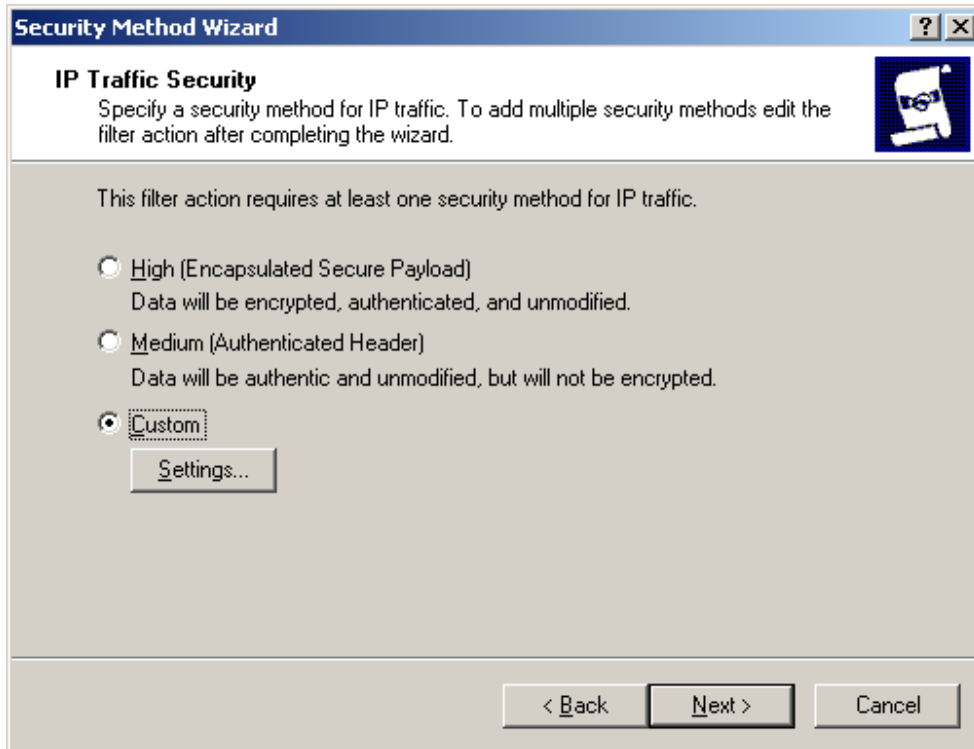 Security Method Wizard
IP Traffic Security
Specify a security method for IP traffic. To add multiple security methods edit the
filter action after completing the wizard.
This filter action requires at least one security method for IP traffic.
High (Encapsulated Secure Payload)
Data will be encrypted, authenticated, and unmodified.
Medium (Authenticated Header)
Data will be authentic and unmodified, but will not be encrypted.
Custom
Settings...
< Back Next > Cancel